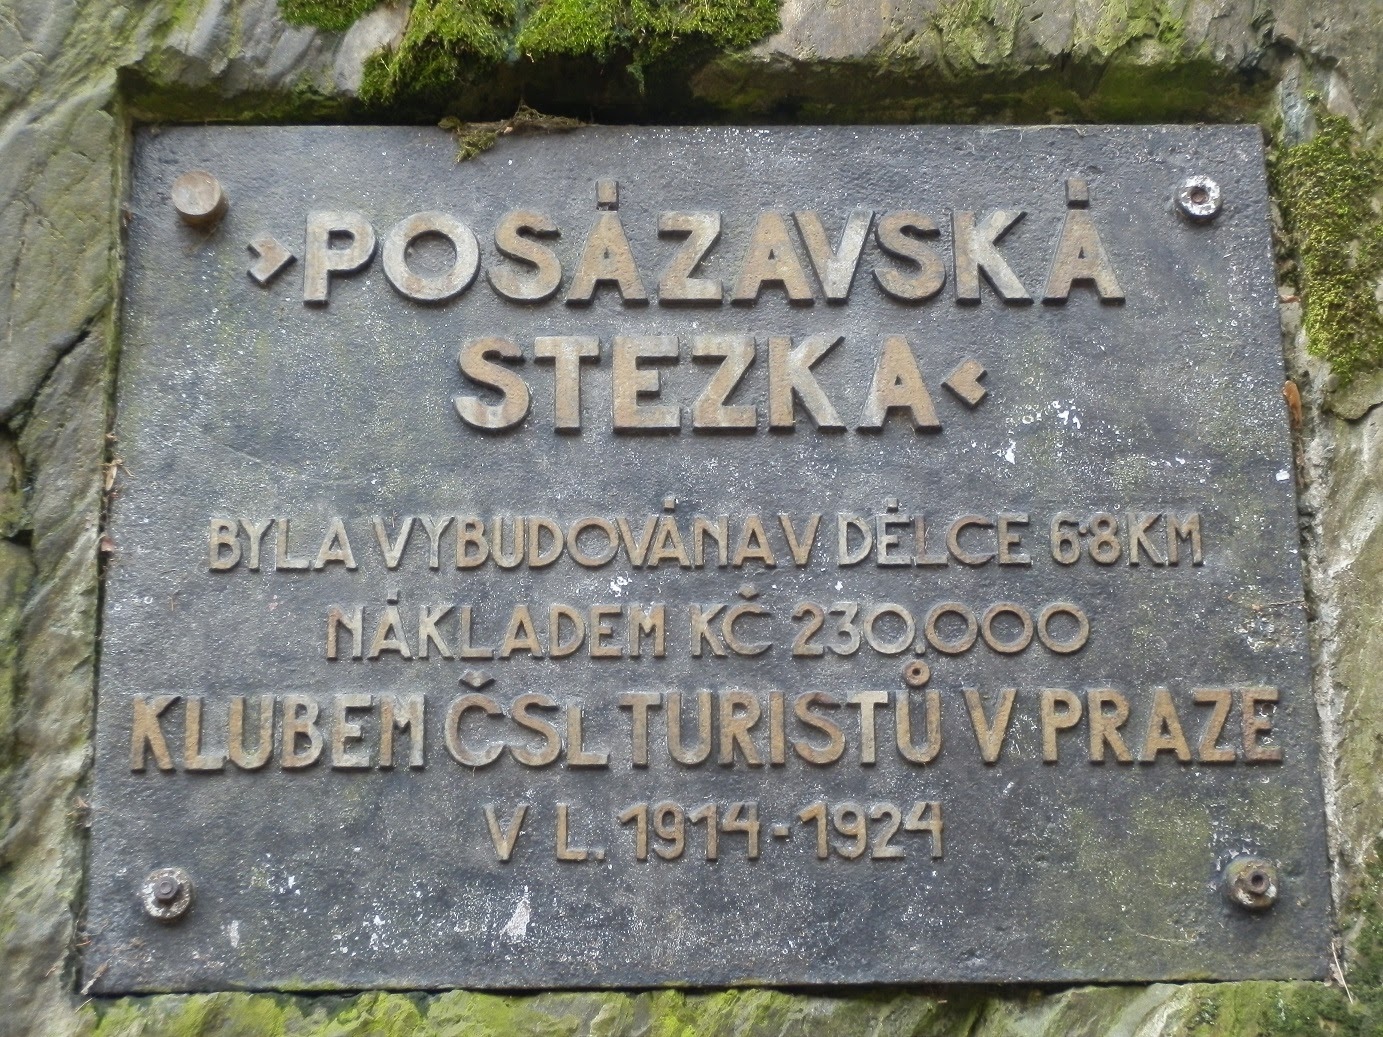 POSÁZAVSKÁ
STEZKA
BYLA VYBUDOVÁNA V DÉLCE 6·8 KM
NÁKLADEM KČ 230.000
KLUBEM ČSL TURISTŮ V PRAZE
V L. 1914-1924